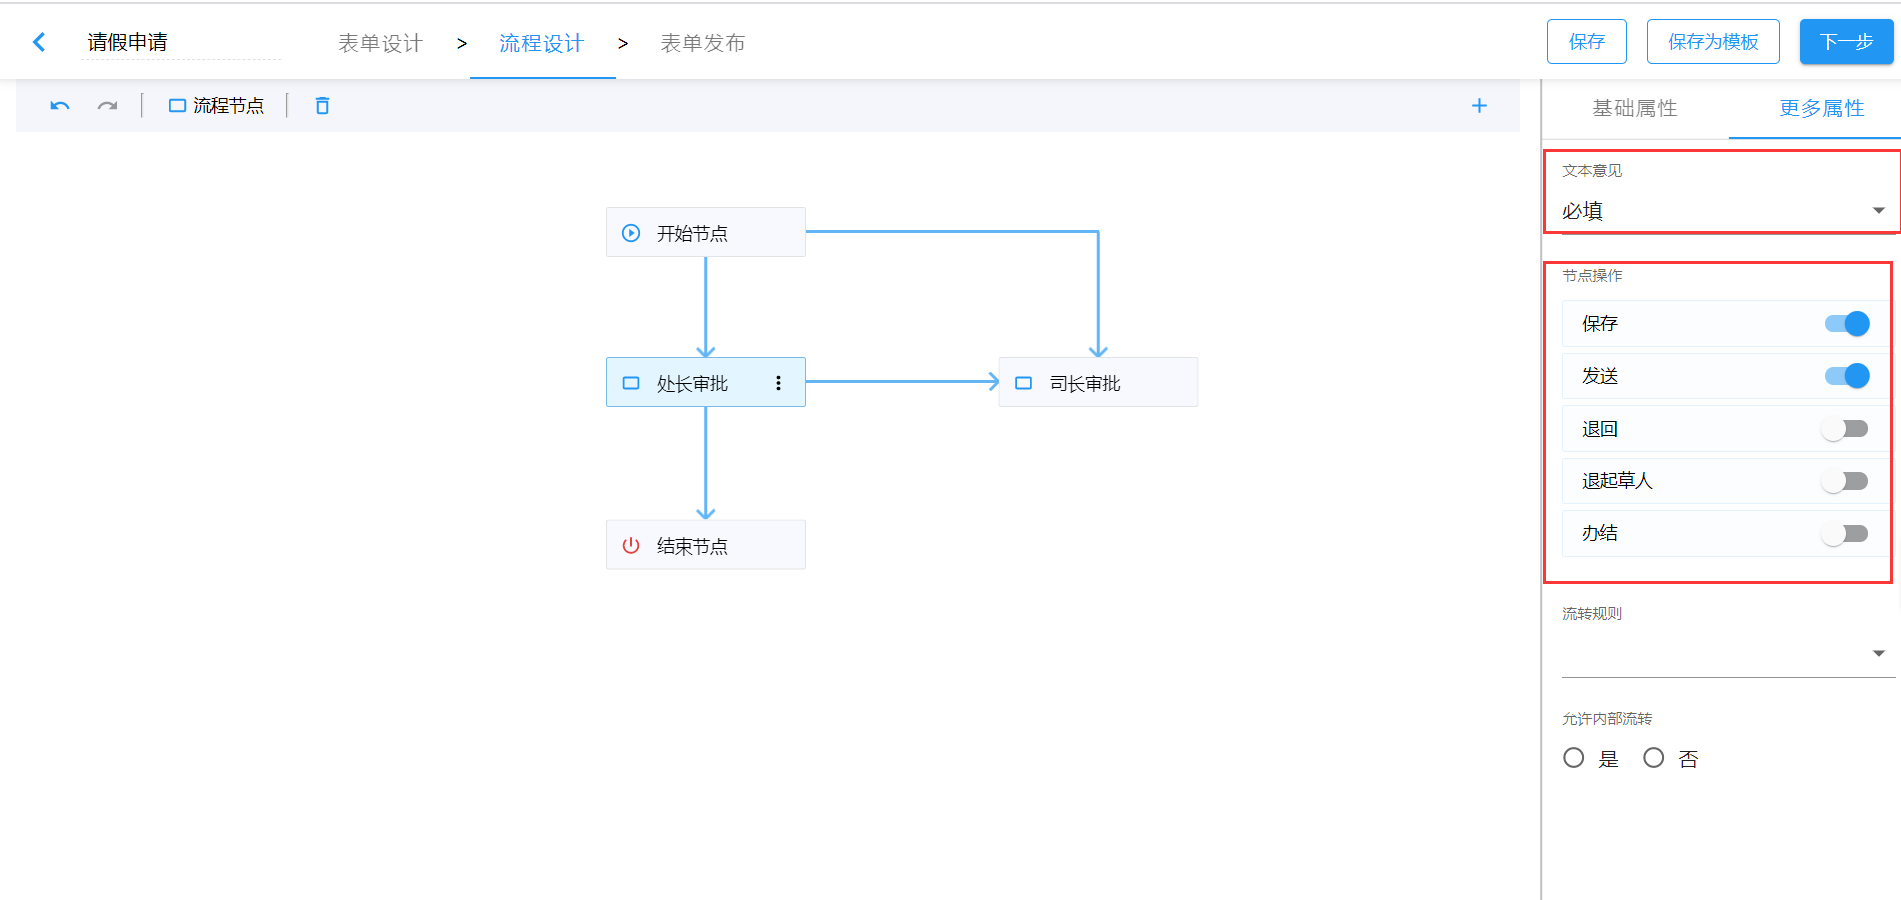 请假申请
表单设计 > 流程设计 > 表单发布
保存
保存为模板
下一步
流程节点
基础属性
更多属性
开始节点
处长审批
司长审批
结束节点
文本意见
必填
节点操作
保存
发送
退回
退起草人
办结
流转规则
允许内部流转
是 否